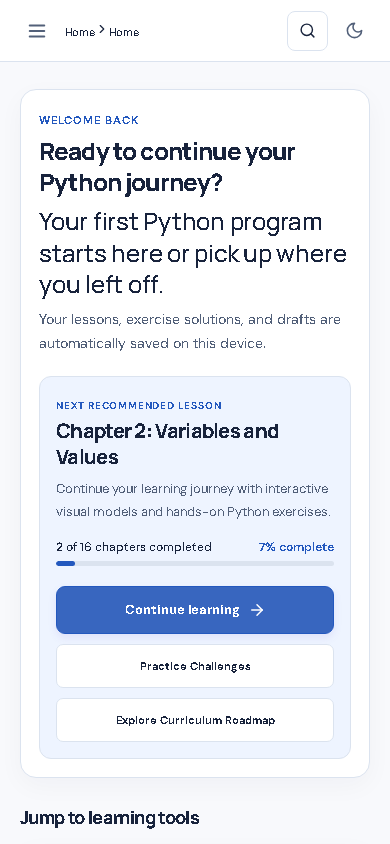 Home > Home
WELCOME BACK
Ready to continue your
Python journey?
Your first Python program
starts here or pick up where
you left off.
Your lessons, exercise solutions, and drafts are
automatically saved on this device.
NEXT RECOMMENDED LESSON
Chapter 2: Variables and
Values
Continue your learning journey with interactive
visual models and hands-on Python exercises.
2 of 16 chapters completed 7% complete
Continue learning →
Practice Challenges
Explore Curriculum Roadmap
Jump to learning tools